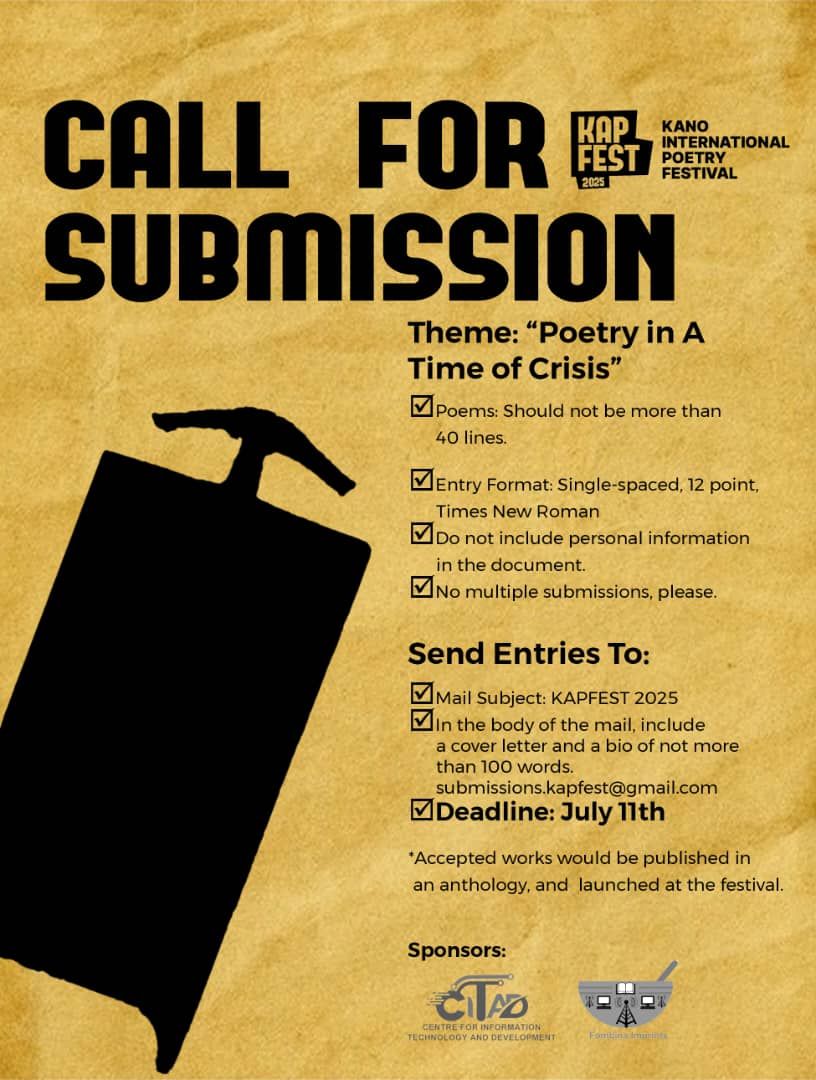 CALL FOR
KAP
FEST
2025
KANO
INTERNATIONAL
POETRY
FESTIVAL
SUBMISSION
Theme: “Poetry in A
Time of Crisis”
Poems: Should not be more than
40 lines.
Entry Format: Single-spaced, 12 point,
Times New Roman
Do not include personal information
in the document.
No multiple submissions, please.
Send Entries To:
Mail Subject: KAPFEST 2025
In the body of the mail, include
a cover letter and a bio of not more
than 100 words.
submissions.kapfest@gmail.com
Deadline: July 11th
*Accepted works would be published in
an anthology, and launched at the festival.
Sponsors:
CITAD
CENTRE FOR INFORMATION
TECHNOLOGY AND DEVELOPMENT
Fombina Imprints